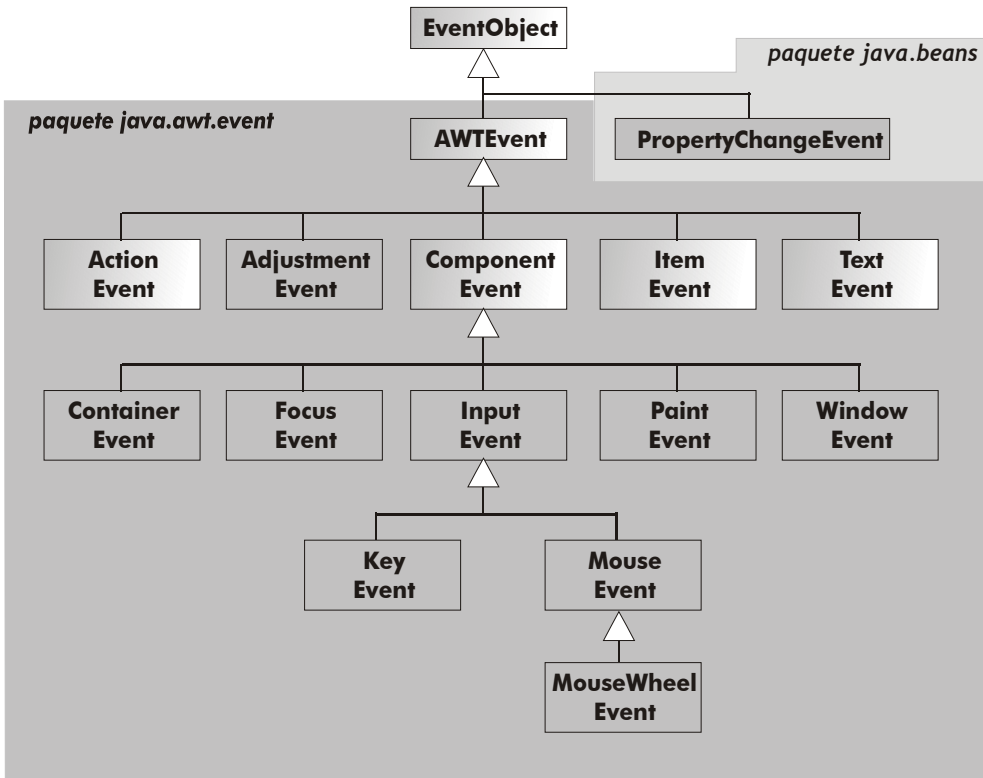 EventObject
paquete java.beans
paquete java.awt.event
AWTEvent
PropertyChangeEvent
Action
Event
Adjustment
Event
Component
Event
Item
Event
Text
Event
Container
Event
Focus
Event
Input
Event
Paint
Event
Window
Event
Key
Event
Mouse
Event
MouseWheel
Event